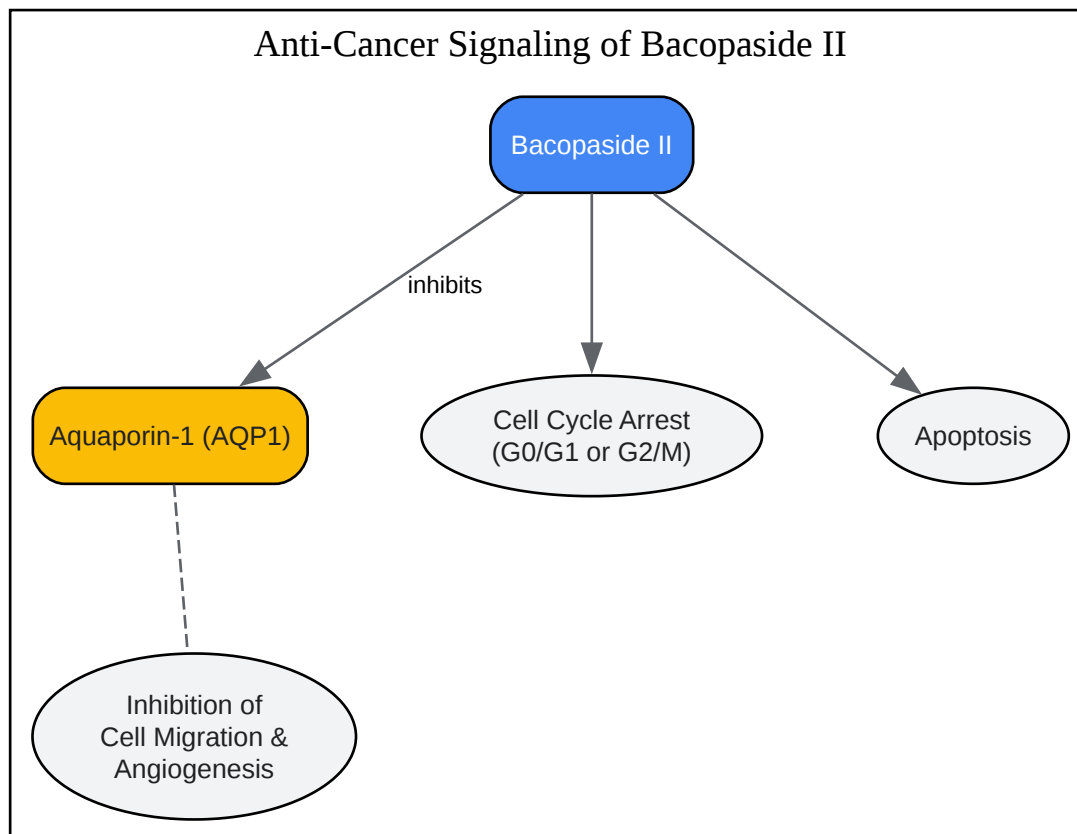 Anti-Cancer Signaling of Bacopaside II
Bacopaside II
inhibits
Aquaporin-1 (AQP1)
Cell Cycle Arrest
(G0/G1 or G2/M)
Apoptosis
Inhibition of
Cell Migration &
Angiogenesis